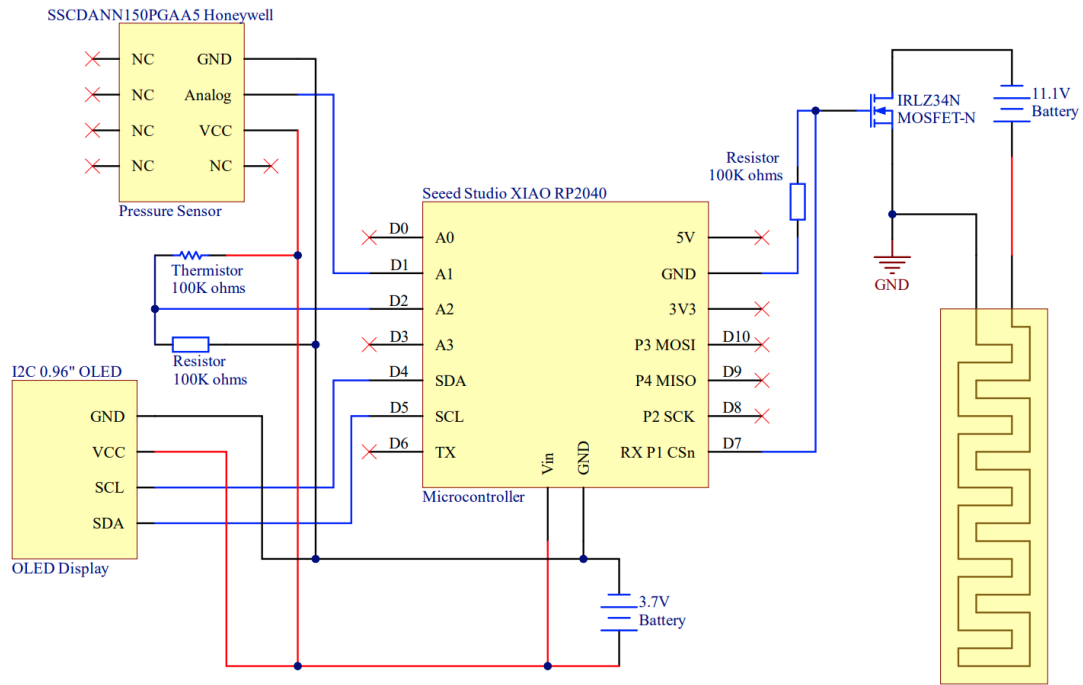 SSCDANN150PGAA5 Honeywell
NC GND
NC Analog
NC VCC
NC NC
Pressure Sensor
Thermistor
100K ohms
Resistor
100K ohms
I2C 0.96" OLED
GND
VCC
SCL
SDA
OLED Display
Seeed Studio XIAO RP2040
D0 A0 5V
D1 A1 GND
D2 A2 3V3
D3 A3 P3 MOSI D10
D4 SDA P4 MISO D9
D5 SCL P2 SCK D8
D6 TX RX P1 CSn D7
Vin GND
Microcontroller
3.7V
Battery
Resistor
100K ohms
IRLZ34N
MOSFET-N
11.1V
Battery
GND